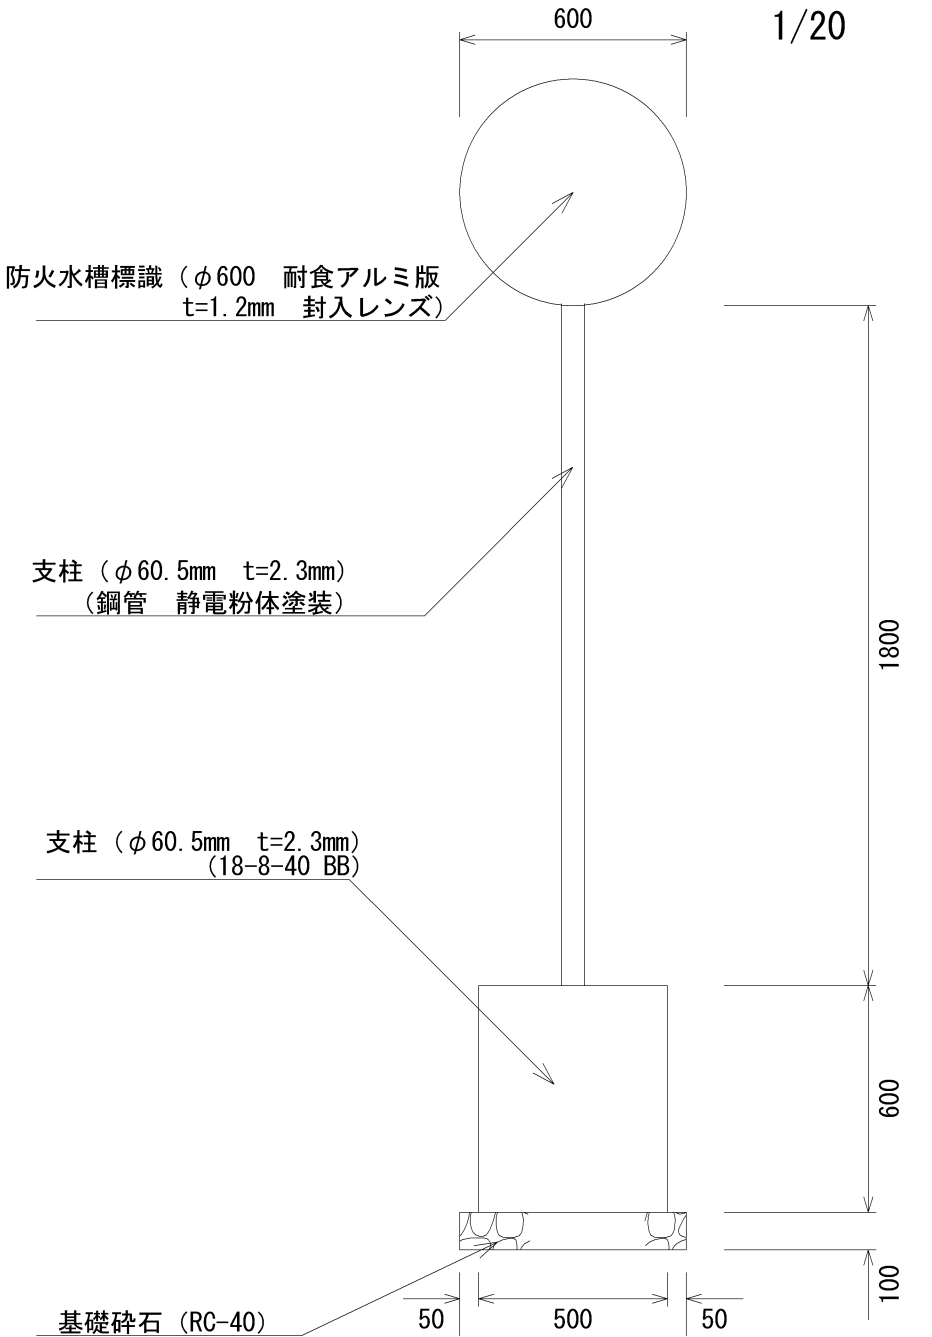 600
1/20
防火水槽標識（φ600　耐食アルミ版
t=1.2mm　封入レンズ）
支柱（φ60.5mm　t=2.3mm）
（鋼管　静電粉体塗装）
1800
支柱（φ60.5mm　t=2.3mm）
（18-8-40 BB）
600
100
基礎砕石（RC-40）
50
500
50